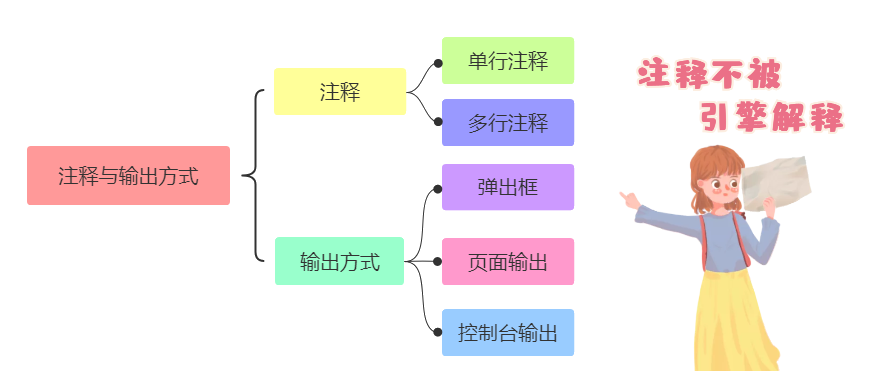 注释与输出方式
注释
单行注释
多行注释
输出方式
弹出框
页面输出
控制台输出
注释不被
引擎解释